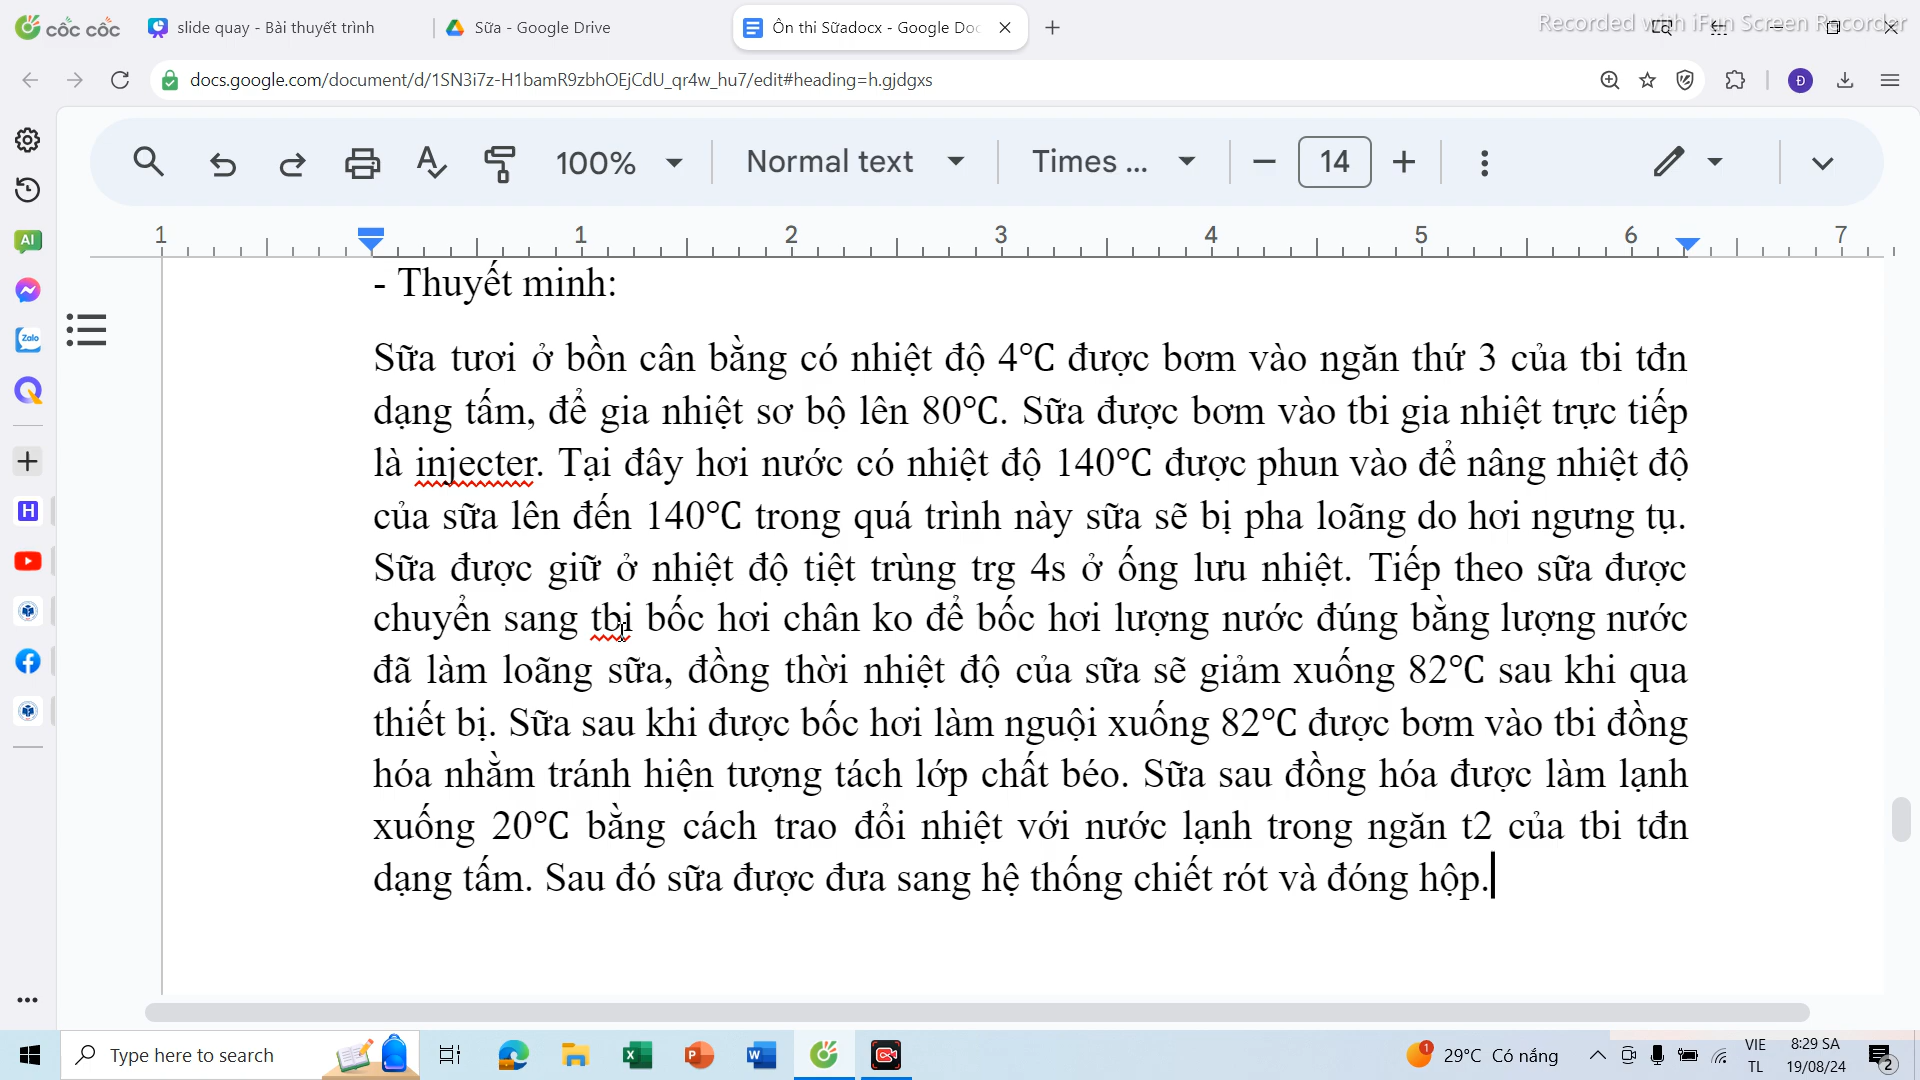 cốc cốc
slide quay - Bài thuyết trình
Sữa - Google Drive
Ôn thi Sữadocx - Google Doc
Recorded with iFun Screen Recorder
docs.google.com/document/d/1SN3i7z-H1bamR9zbhOEjCdU_qr4w_hu7/edit#heading=h.gjdgxs
Đ
100%
Normal text
Times ...
14
1 1 2 3 4 5 6 7
AI
Zalo
H
- Thuyết minh:
Sữa tươi ở bồn cân bằng có nhiệt độ 4°C được bơm vào ngăn thứ 3 của tbi tđn
dạng tấm, để gia nhiệt sơ bộ lên 80°C. Sữa được bơm vào tbi gia nhiệt trực tiếp
là injecter. Tại đây hơi nước có nhiệt độ 140°C được phun vào để nâng nhiệt độ
của sữa lên đến 140°C trong quá trình này sữa sẽ bị pha loãng do hơi ngưng tụ.
Sữa được giữ ở nhiệt độ tiệt trùng trg 4s ở ống lưu nhiệt. Tiếp theo sữa được
chuyển sang tbi bốc hơi chân ko để bốc hơi lượng nước đúng bằng lượng nước
đã làm loãng sữa, đồng thời nhiệt độ của sữa sẽ giảm xuống 82°C sau khi qua
thiết bị. Sữa sau khi được bốc hơi làm nguội xuống 82°C được bơm vào tbi đồng
hóa nhằm tránh hiện tượng tách lớp chất béo. Sữa sau đồng hóa được làm lạnh
xuống 20°C bằng cách trao đổi nhiệt với nước lạnh trong ngăn t2 của tbi tđn
dạng tấm. Sau đó sữa được đưa sang hệ thống chiết rót và đóng hộp.
Type here to search
1
29°C Có nắng
VIE
TL
8:29 SA
19/08/24
2